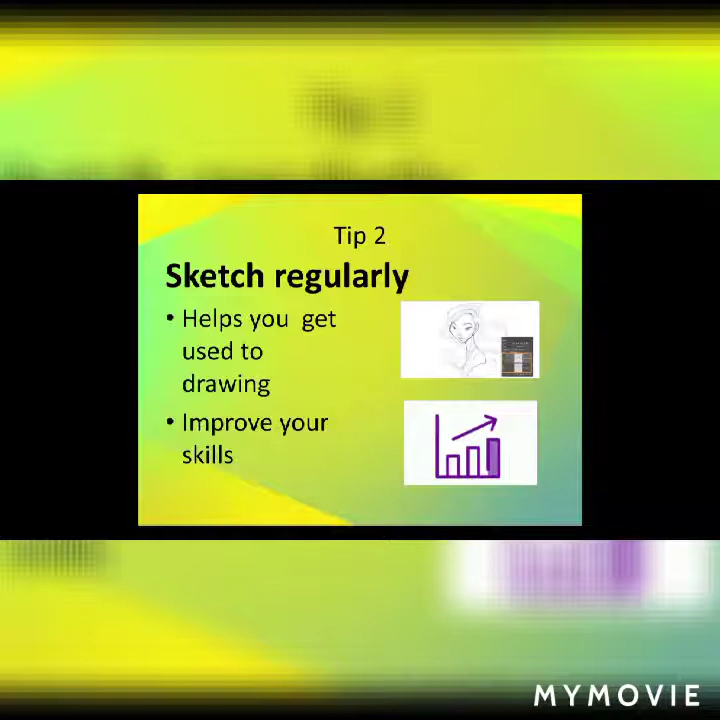 Tip 2
Sketch regularly
• Helps you get
used to
drawing
• Improve your
skills
MYMOVIE